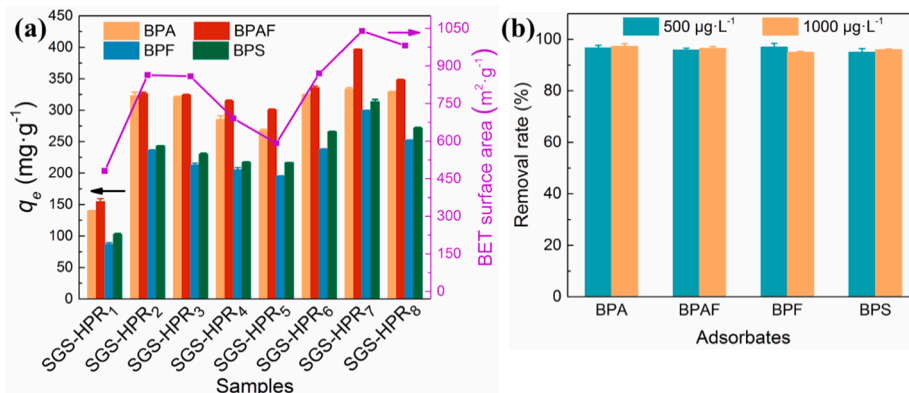 (a)
BPA
BPAF
BPF
BPS
450
400
350
300
250
200
150
100
50
0
qe (mg·g-1)
1050
900
750
600
450
300
150
0
BET surface area (m2·g-1)
SGS-HPR1
SGS-HPR2
SGS-HPR3
SGS-HPR4
SGS-HPR5
SGS-HPR6
SGS-HPR7
SGS-HPR8
Samples
(b)
500 μg·L-1
1000 μg·L-1
100
80
60
40
20
0
Removal rate (%)
BPA
BPAF
BPF
BPS
Adsorbates